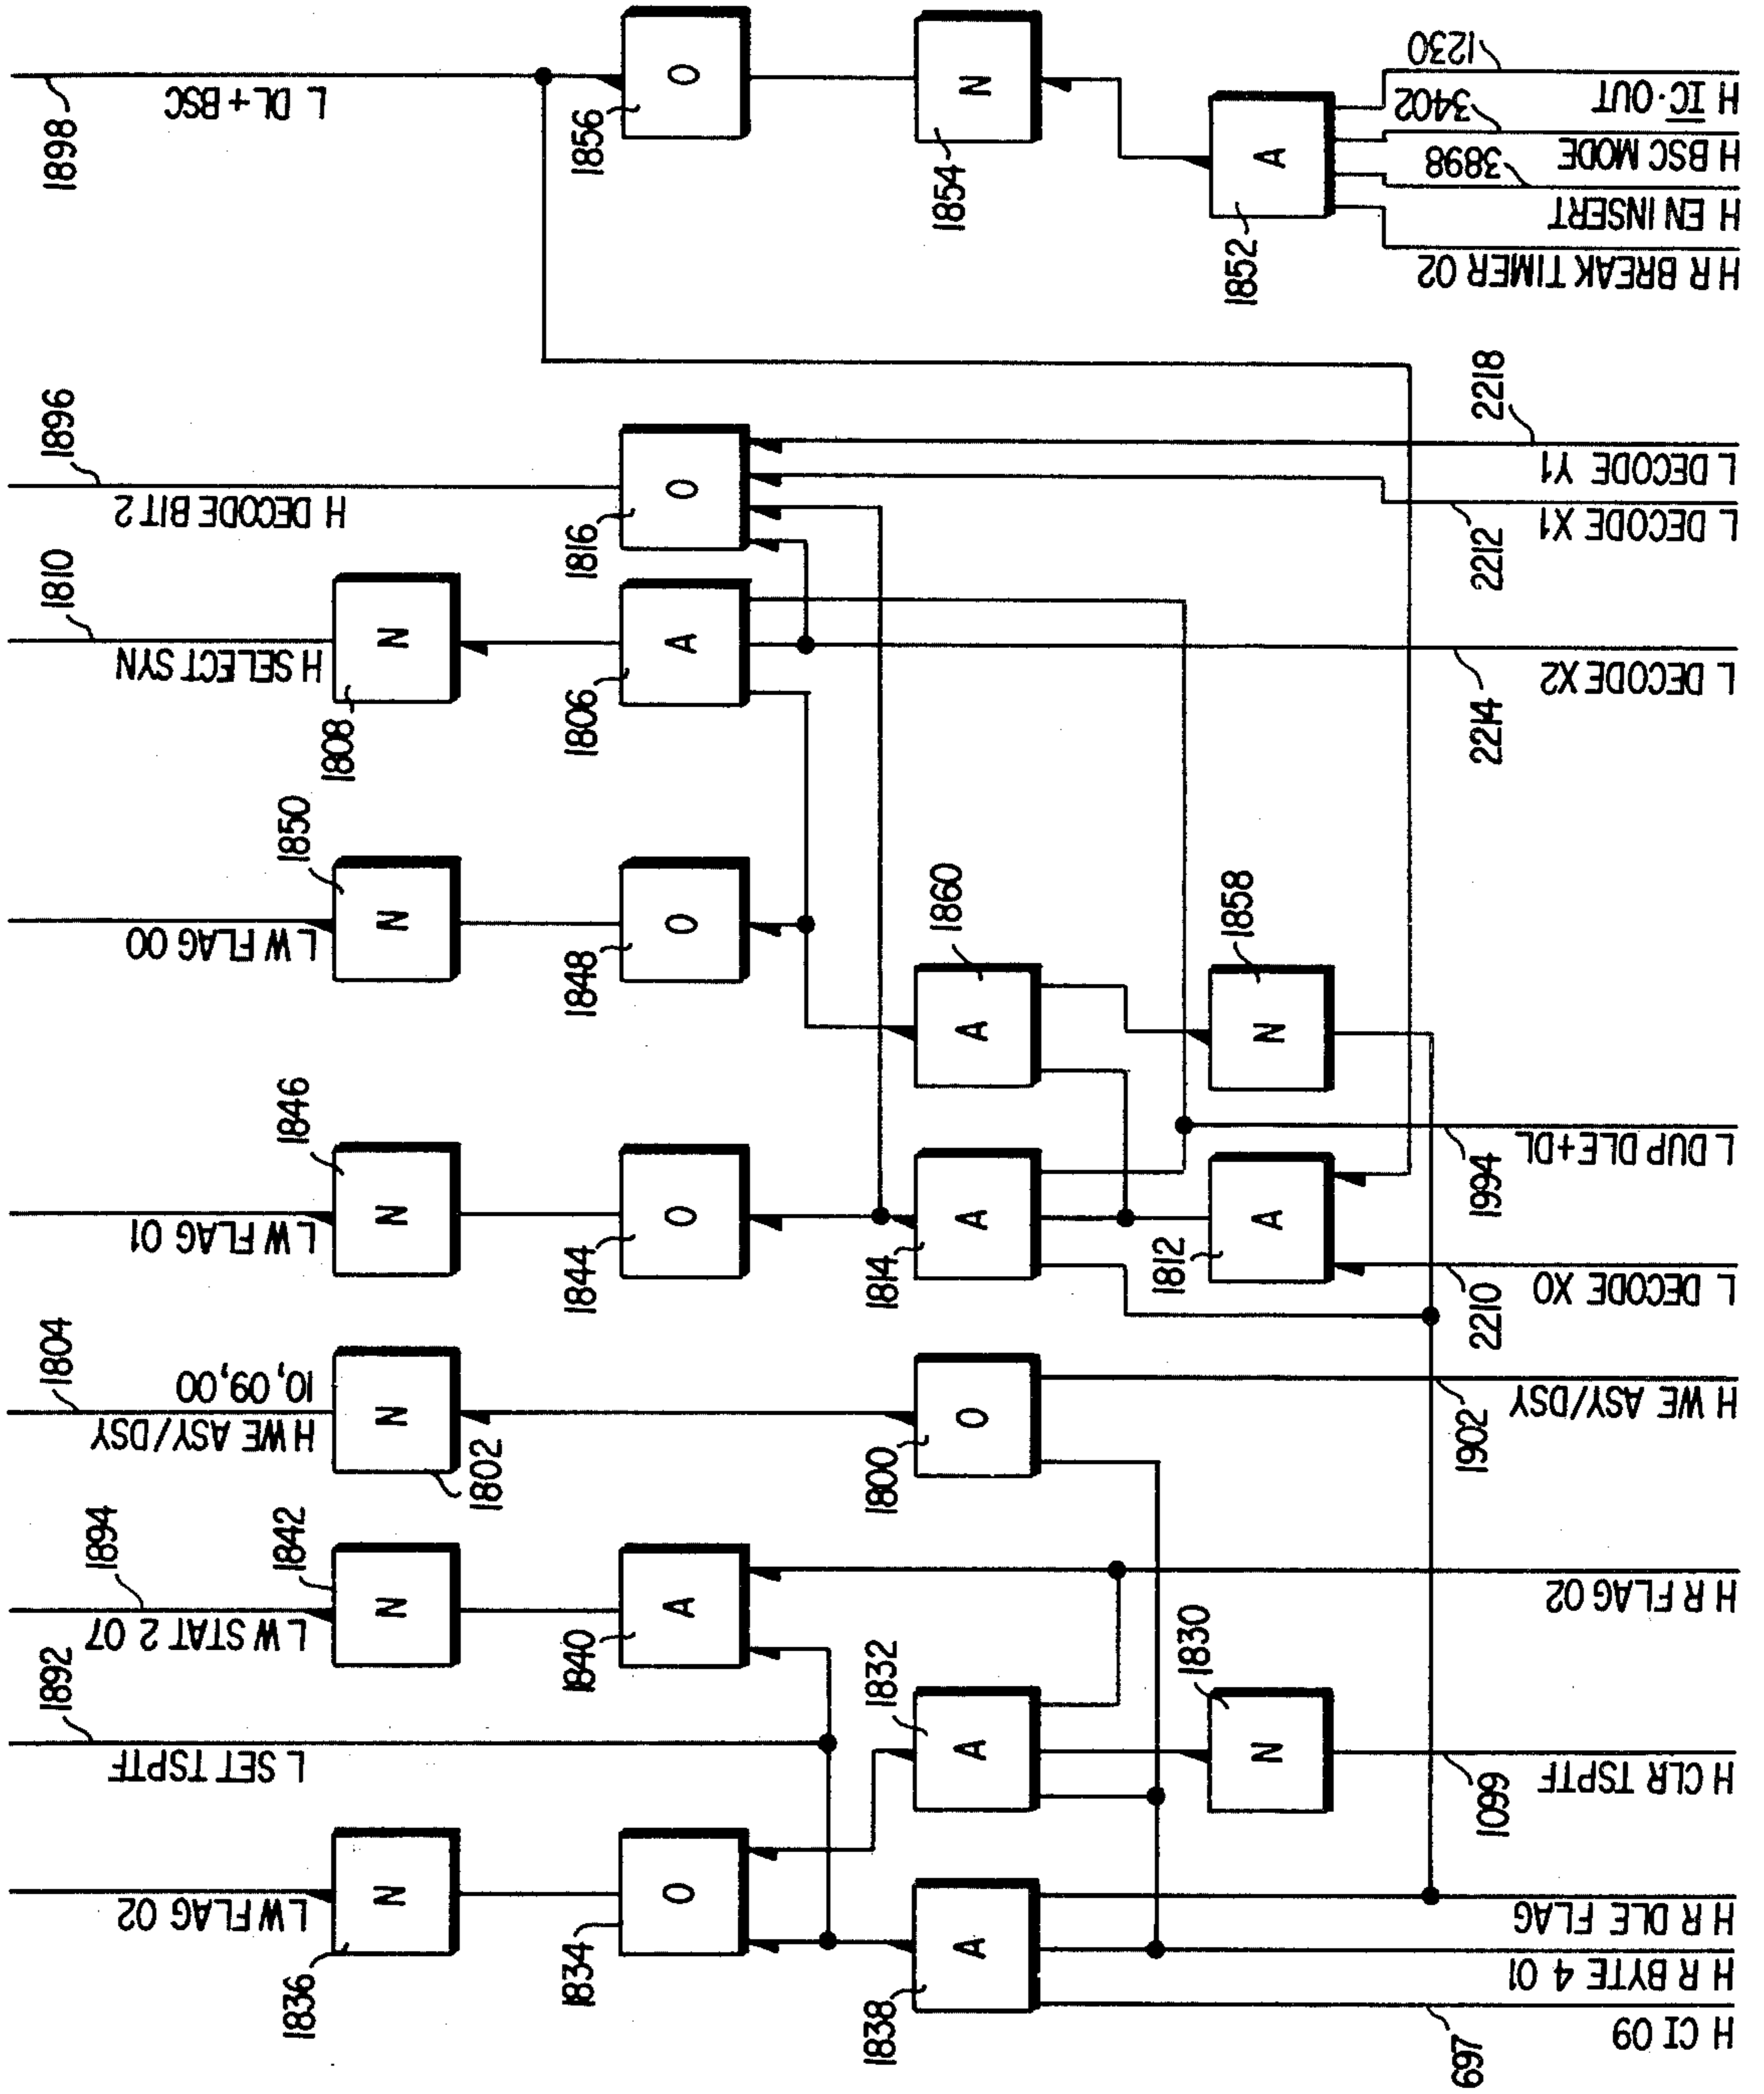 1898
L DL+BSC
1856
O
1854
N
1852
A
H R BREAK TIMER 02
H EN INSERT
3898
H BSC MODE
3402
H IC·OUT
1230
1896
H DECODE BIT 2
1816
O
2218
L DECODE Y1
2212
L DECODE X1
1810
H SELECT SYN
1808
N
1806
A
2214
L DECODE X2
L W FLAG 00
1850
N
1848
O
1860
A
1858
N
L W FLAG 01
1846
N
1844
O
1814
A
1812
A
1994
L DUP DLE+DL
2210
L DECODE X0
1804
H WE ASY/DSY
10,09,00
1802
N
1800
O
1902
H WE ASY/DSY
1894
L W STAT 2 07
1842
N
1840
A
H R FLAG 02
1892
L SET TSPTF
1832
A
1830
N
1099
H CLR TSPTF
L W FLAG 02
1836
N
1834
O
1838
A
H R DLE FLAG
H R BYTE 4 01
697
H CI 09